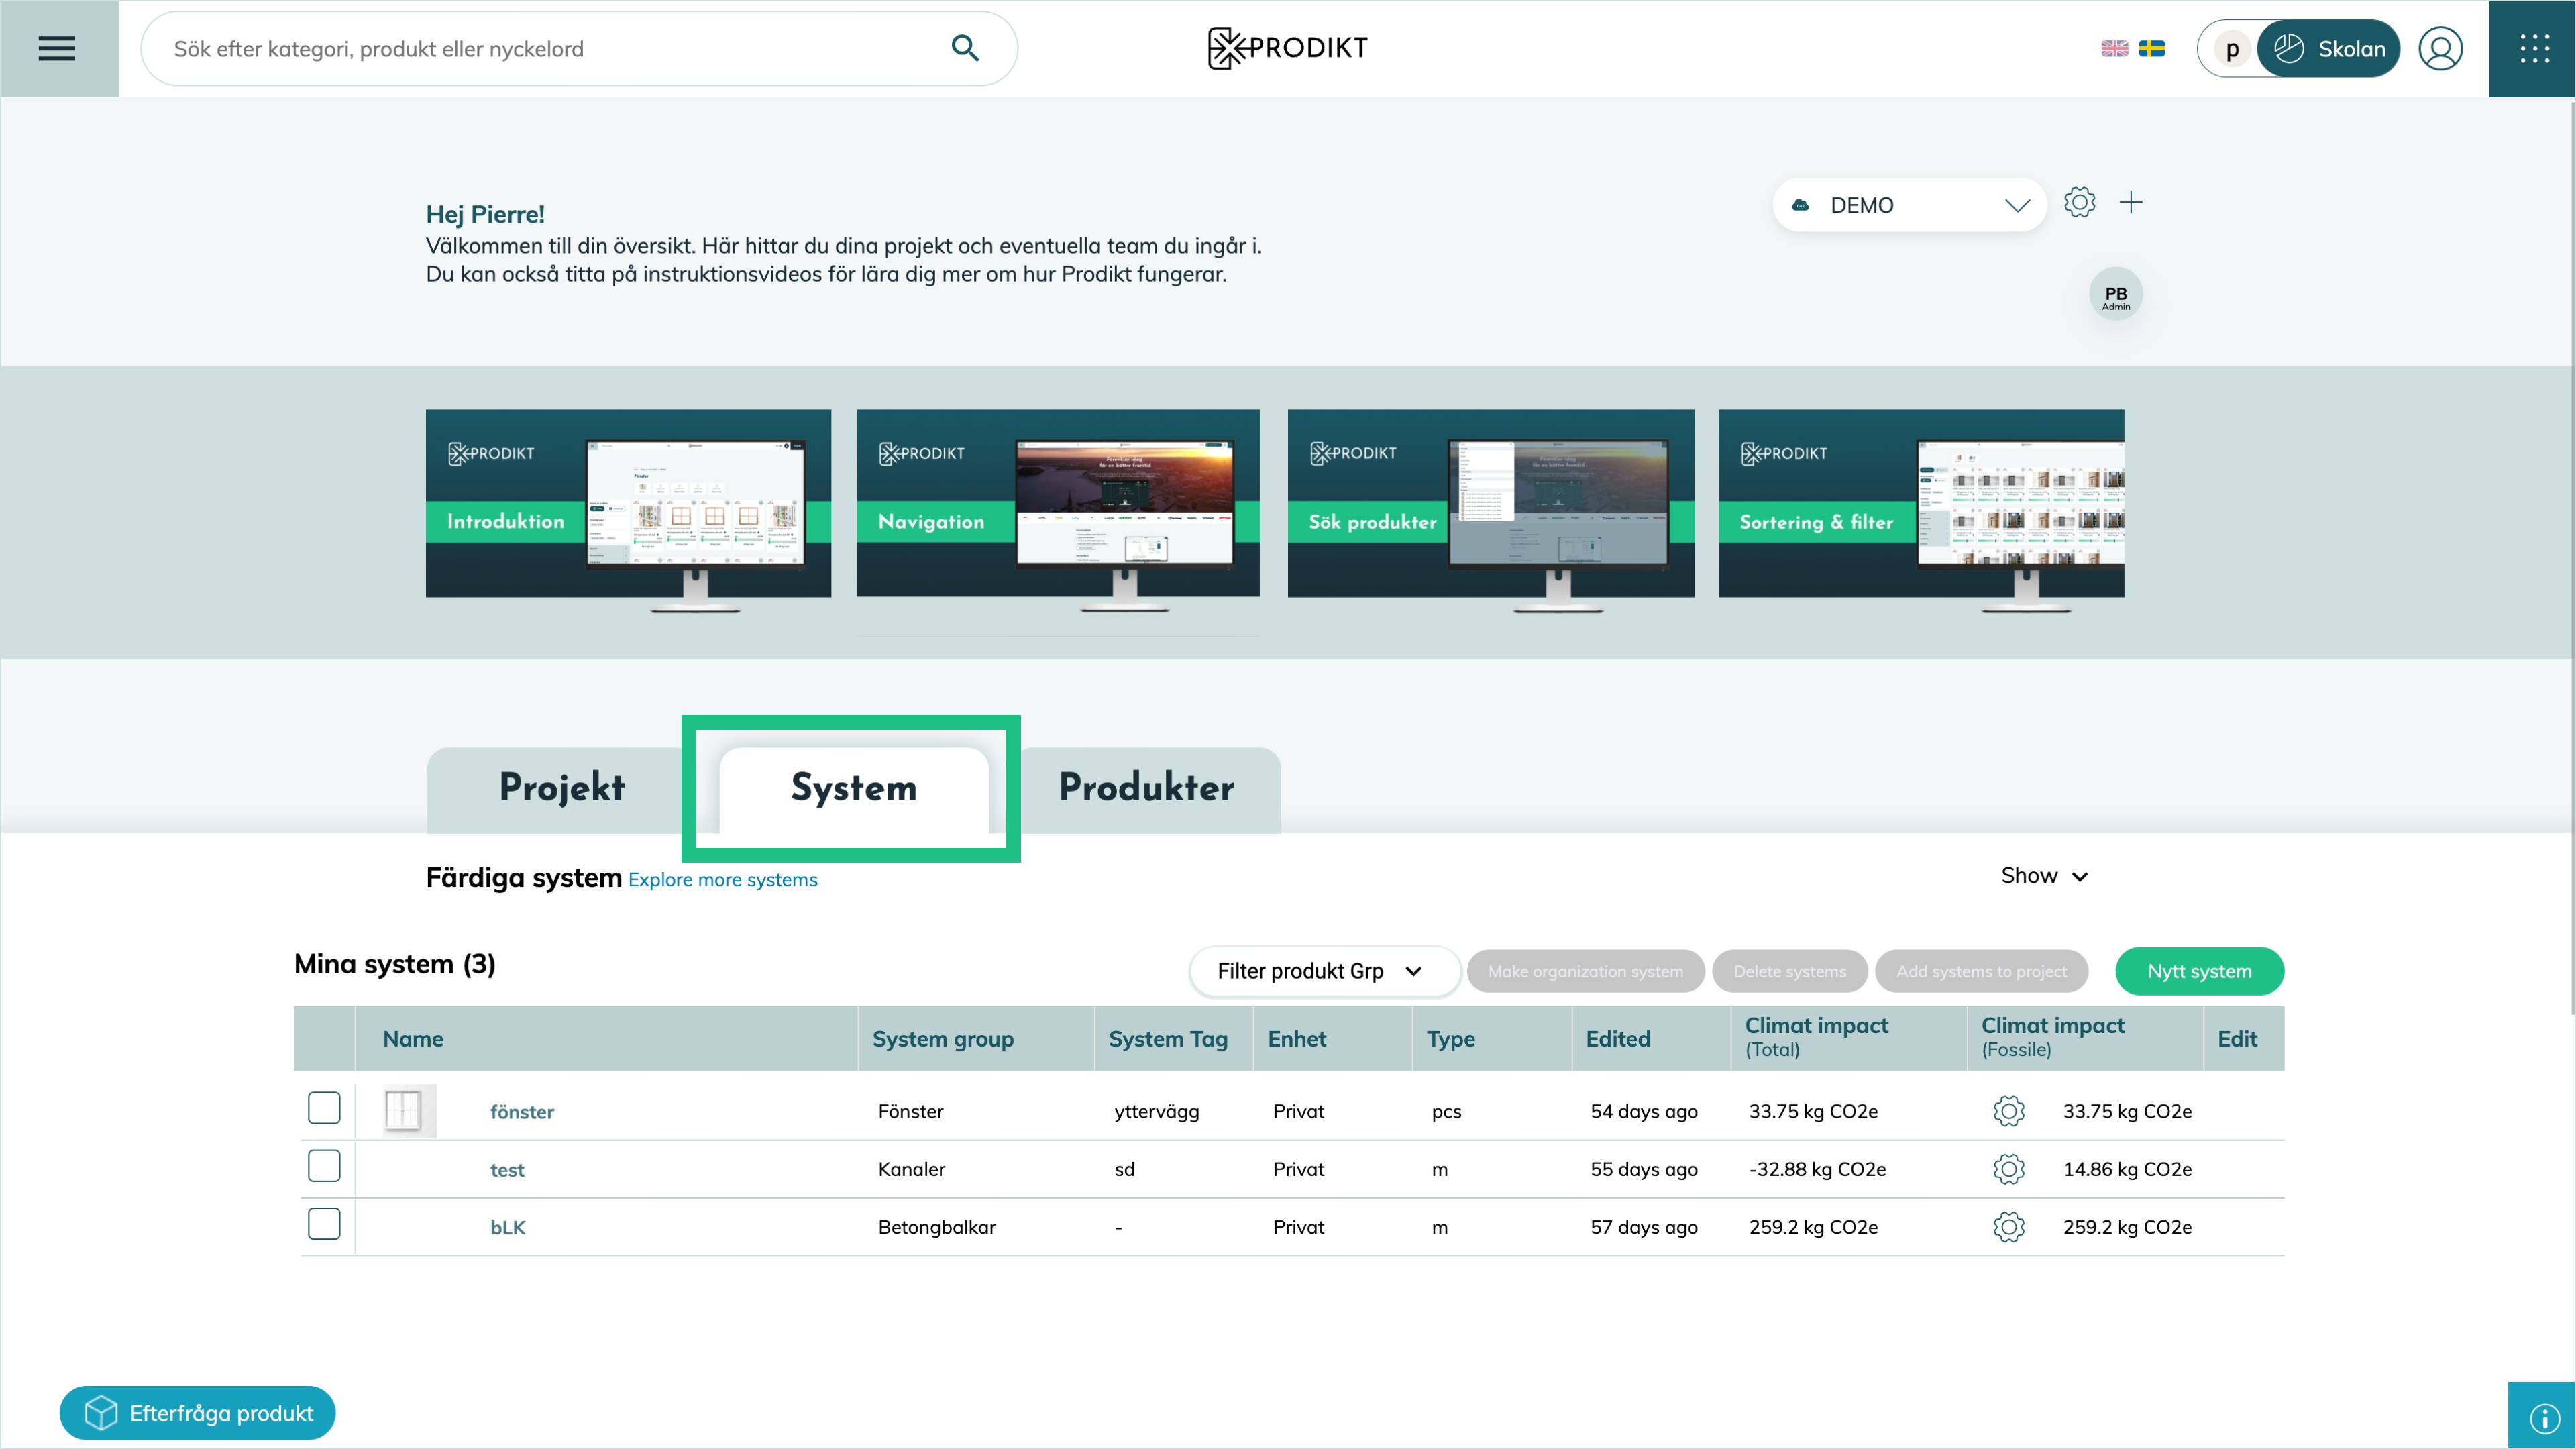 Sök efter kategori, produkt eller nyckelord
PRODIKT
p
Skolan
Hej Pierre!
Välkommen till din översikt. Här hittar du dina projekt och eventuella team du ingår i.
Du kan också titta på instruktionsvideos för lära dig mer om hur Prodikt fungerar.
DEMO
PB
Admin
PRODIKT
Introduktion
PRODIKT
Navigation
PRODIKT
Sök produkter
PRODIKT
Sortering & filter
Projekt
System
Produkter
Färdiga system Explore more systems
Show
Mina system (3)
Filter produkt Grp
Make organization system
Delete systems
Add systems to project
Nytt system
Name System group System Tag Enhet Type Edited Climat impact (Total) Climat impact (Fossile) Edit
fönster Fönster yttervägg Privat pcs 54 days ago 33.75 kg CO2e 33.75 kg CO2e
test Kanaler sd Privat m 55 days ago -32.88 kg CO2e 14.86 kg CO2e
bLK Betongbalkar - Privat m 57 days ago 259.2 kg CO2e 259.2 kg CO2e
Efterfråga produkt